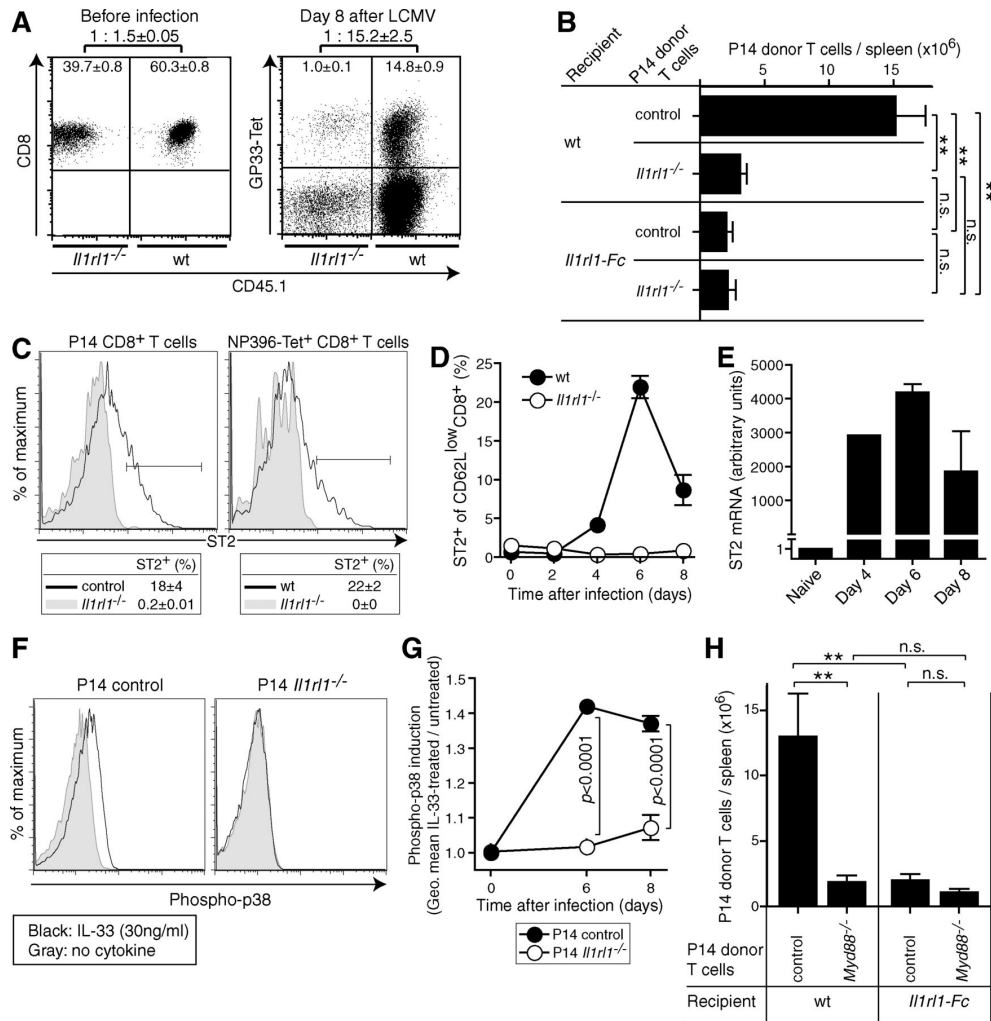 A
Before infection
1 : 1.5±0.05
39.7±0.8
60.3±0.8
CD8
Il1rl1-/-
wt
Day 8 after LCMV
1 : 15.2±2.5
1.0±0.1
14.8±0.9
GP33-Tet
Il1rl1-/-
wt
CD45.1
B
Recipient
P14 donor
T cells
P14 donor T cells / spleen (x10⁶)
5
10
15
wt
control
Il1rl1-/-
Il1rl1-Fc
control
Il1rl1-/-
**
n.s.
**
n.s.
n.s.
**
C
P14 CD8⁺ T cells
NP396-Tet⁺ CD8⁺ T cells
% of maximum
ST2
ST2⁺ (%)
control 18±4
Il1rl1-/- 0.2±0.01
ST2⁺ (%)
wt 22±2
Il1rl1-/- 0±0
D
ST2⁺ of CD62LlowCD8⁺ (%)
25
20
15
10
5
0
wt
Il1rl1-/-
0
2
4
6
8
Time after infection (days)
E
ST2 mRNA (arbitrary units)
5000
4000
3000
2000
1000
1
Naive
Day 4
Day 6
Day 8
F
P14 control
P14 Il1rl1-/-
% of maximum
Phospho-p38
Black: IL-33 (30ng/ml)
Gray: no cytokine
G
Phospho-p38 induction
(Geo. mean IL-33-treated / untreated)
1.5
1.4
1.3
1.2
1.1
1.0
p<0.0001
p<0.0001
0
6
8
Time after infection (days)
P14 control
P14 Il1rl1-/-
H
n.s.
**
**
n.s.
P14 donor T cells / spleen (x10⁶)
15
10
5
0
P14 donor
T cells
control
Myd88-/-
control
Myd88-/-
Recipient
wt
Il1rl1-Fc